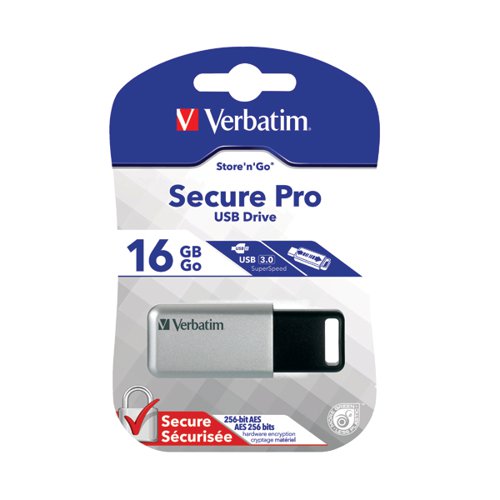 Verbatim®
Store'n'Go®
Secure Pro
USB Drive
16 GB
Go
USB 3.0
SuperSpeed
Verbatim
Secure
Sécurisée
256-bit AES
AES 256 bits
hardware encryption
cryptage matériel